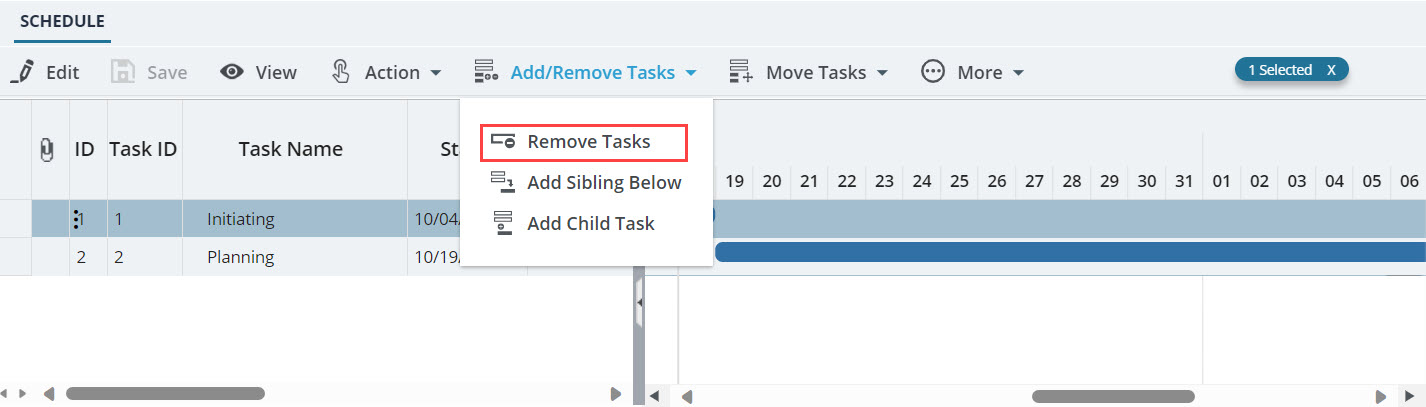 SCHEDULE
Edit Save View Action Add/Remove Tasks Move Tasks More 1 Selected X
Remove Tasks
ID Task ID Task Name
19 20 21 22 23 24 25 26 27 28 29 30 31 01 02 03 04 05 06
Add Sibling Below
1 1 Initiating 10/04/
Add Child Task
2 2 Planning 10/19/